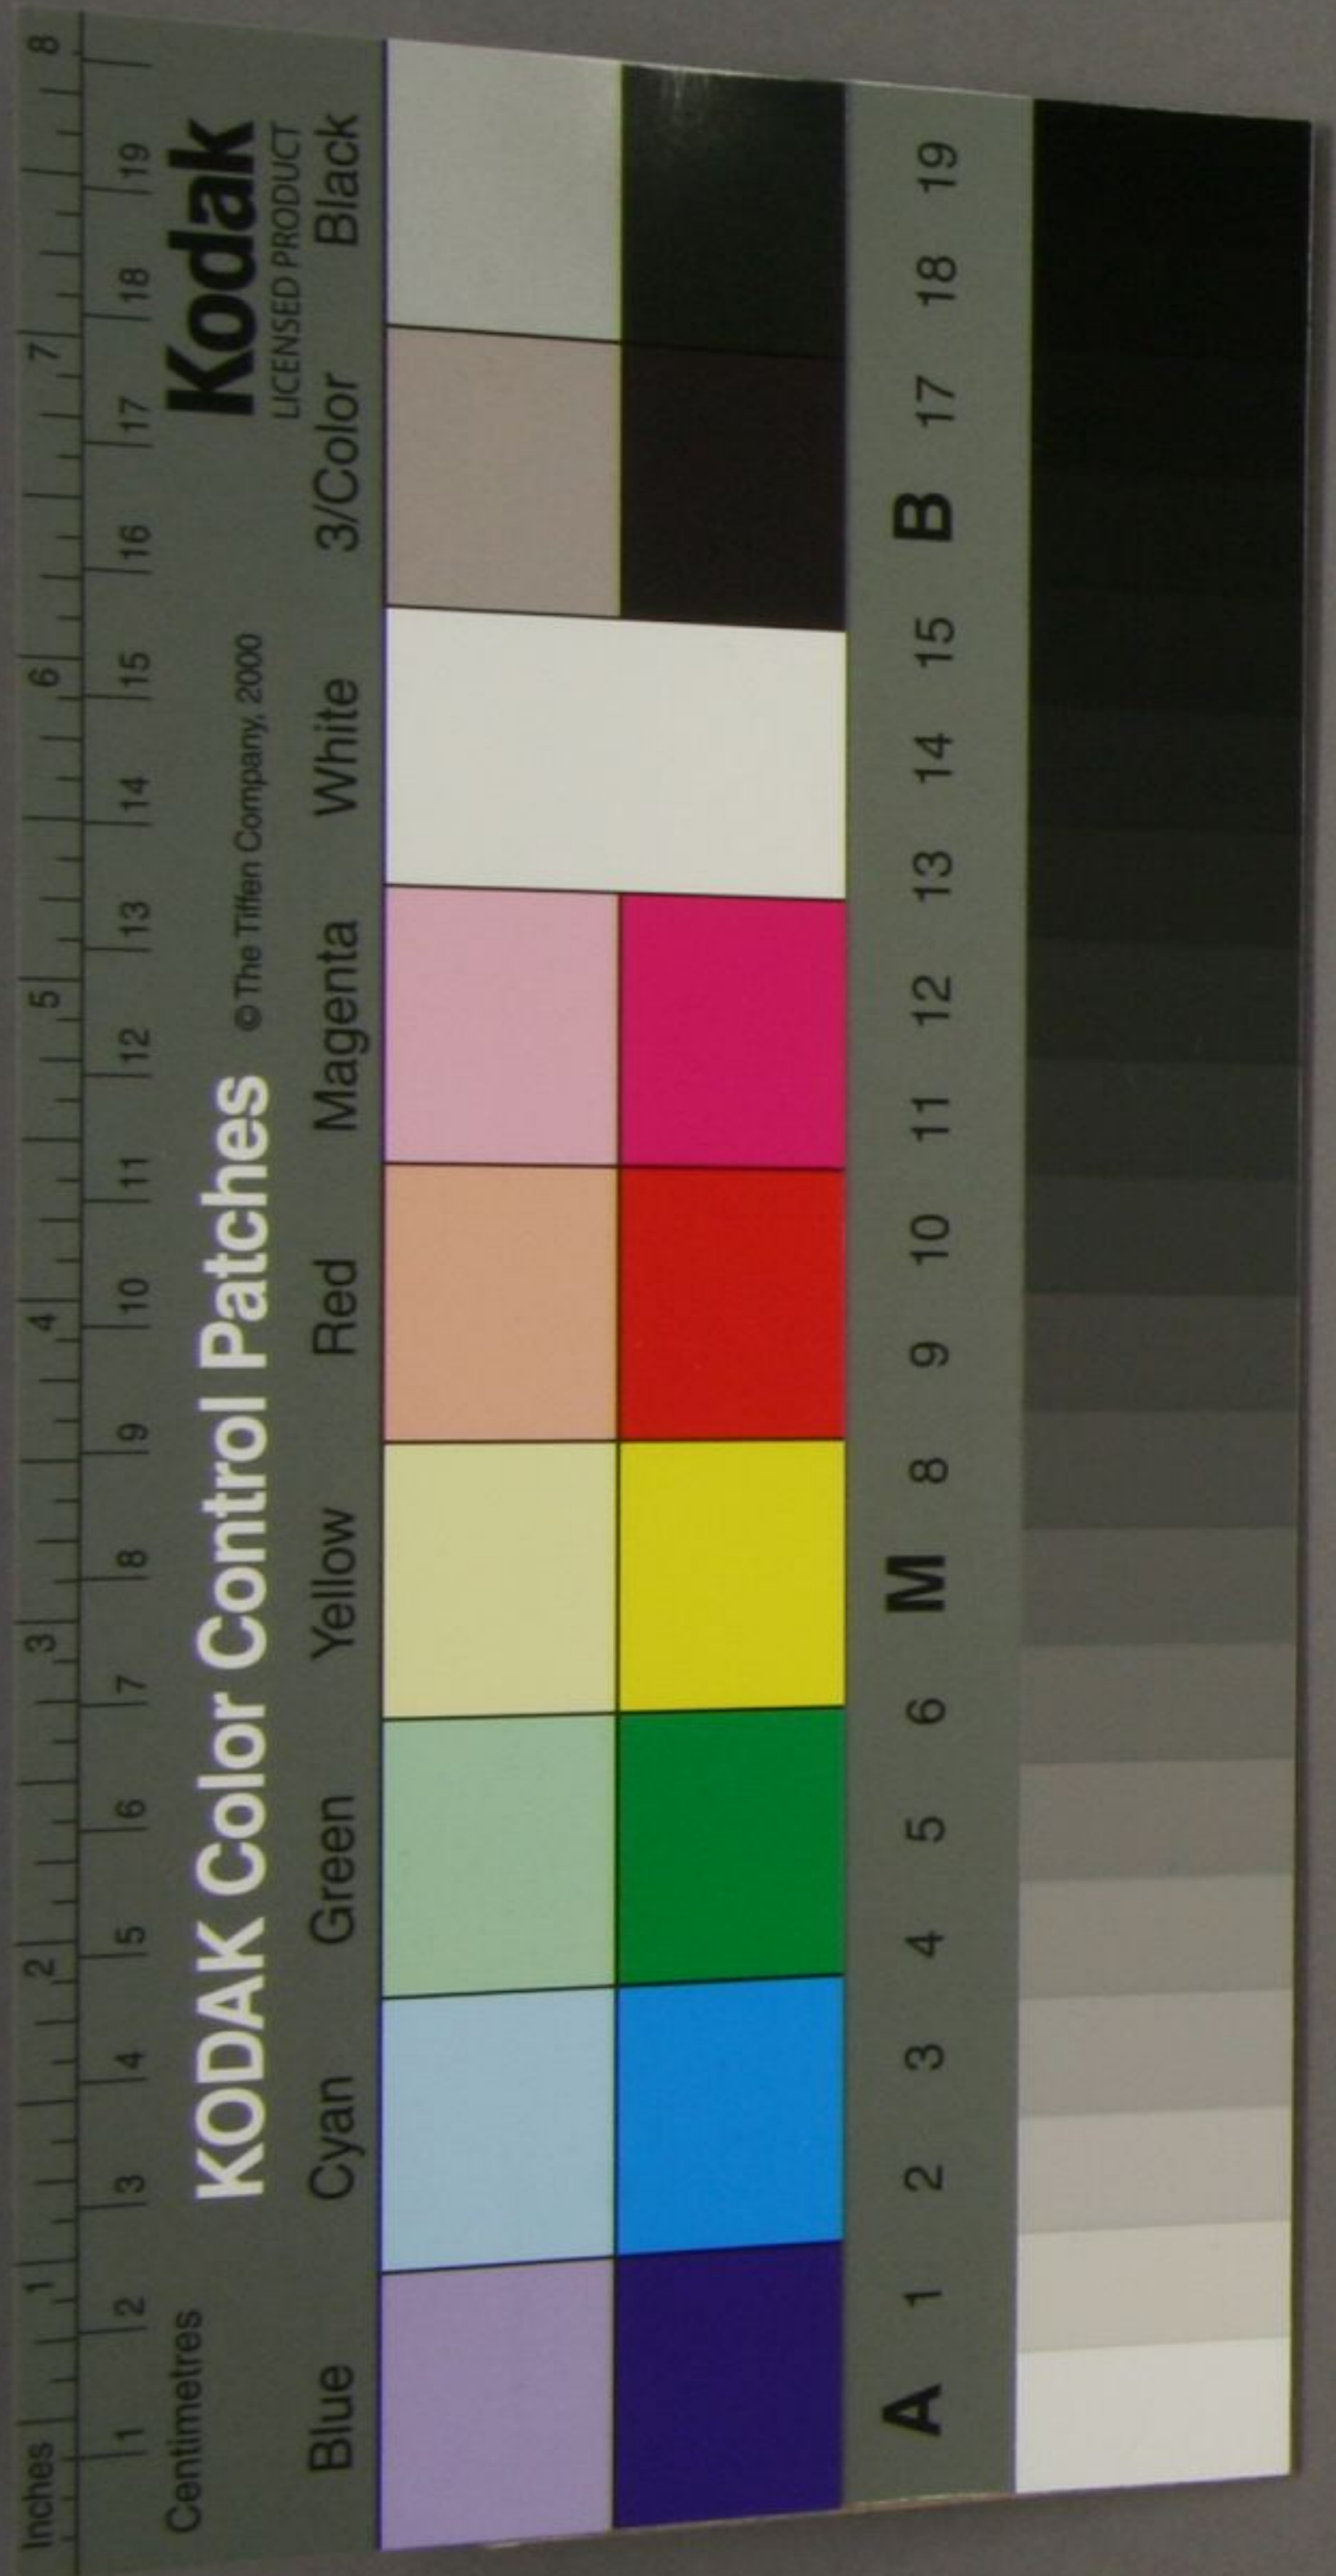 Inches 1 2 3 4 5 6 7 8
1 2 3 4 5 6 7 8 9 10 11 12 13 14 15 16 17 18 19
Centimetres
KODAK Color Control Patches
© The Tiffen Company, 2000
Kodak
LICENSED PRODUCT
Blue Cyan Green Yellow Red Magenta White 3/Color Black
A 1 2 3 4 5 6 M 8 9 10 11 12 13 14 15 B 17 18 19